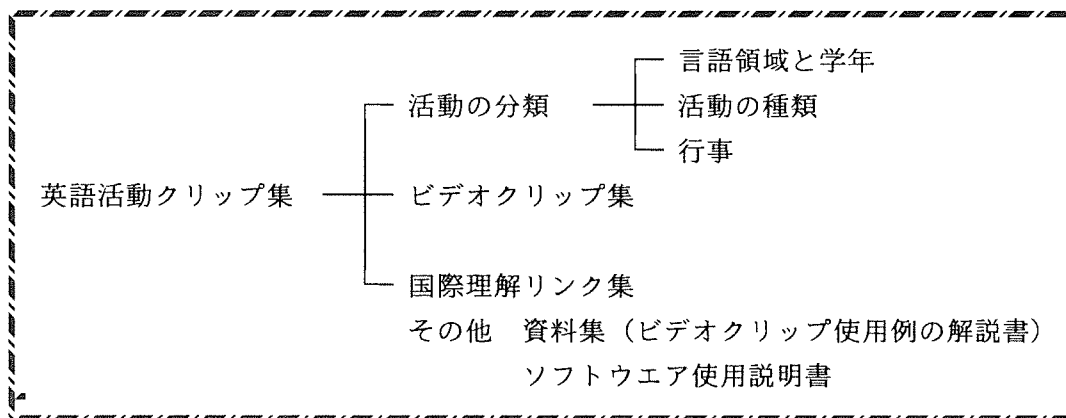 言語領域と学年
活動の分類
活動の種類
行事
英語活動クリップ集
ビデオクリップ集
国際理解リンク集
その他 資料集（ビデオクリップ使用例の解説書）
ソフトウエア使用説明書